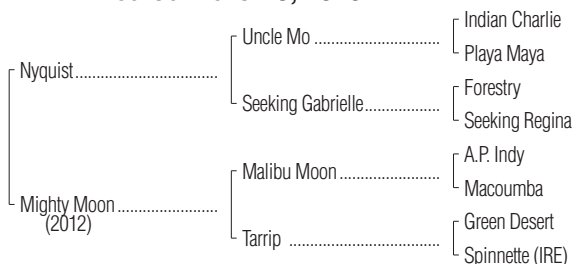 Indian Charlie
Uncle Mo
Playa Maya
Nyquist
Forestry
Seeking Gabrielle
Seeking Regina
A.P. Indy
Malibu Moon
Macoumba
Mighty Moon
(2012)
Green Desert
Tarrip
Spinnette (IRE)